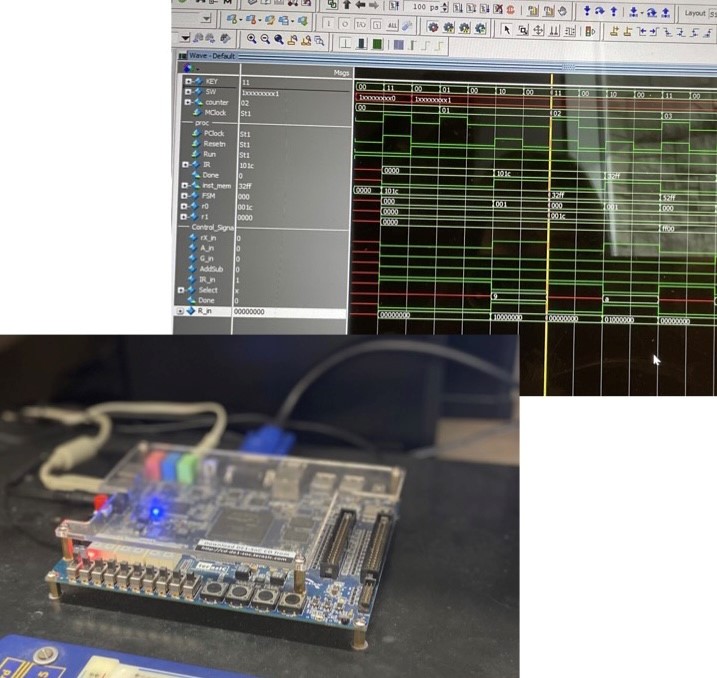 100 ps
Layout
Wave - Default
Msgs
KEY 11
SW 1xxxxxxxx1
counter 02
MClock St1
proc
PClock St1
Resetn St1
Run St1
IR 101c
Done 0
inst_mem 32ff
FSM 000
r0 001c
r1 0000
Control_Signa
rX_in 0
A_in 0
G_in 0
AddSub 0
IR_in 1
Select x
Done 0
R_in 00000000
00 11 00 01 00 10 00 11 00 10 11 00
1xxxxxxxx0 1xxxxxxxx1
00 01 02 03
0000 101c 32ff
0000 101c 32ff 52ff
000 001 000 001 000
0000 001c
0000 ff00
9 a
00000000 10000000 00000000 01000000 00000000